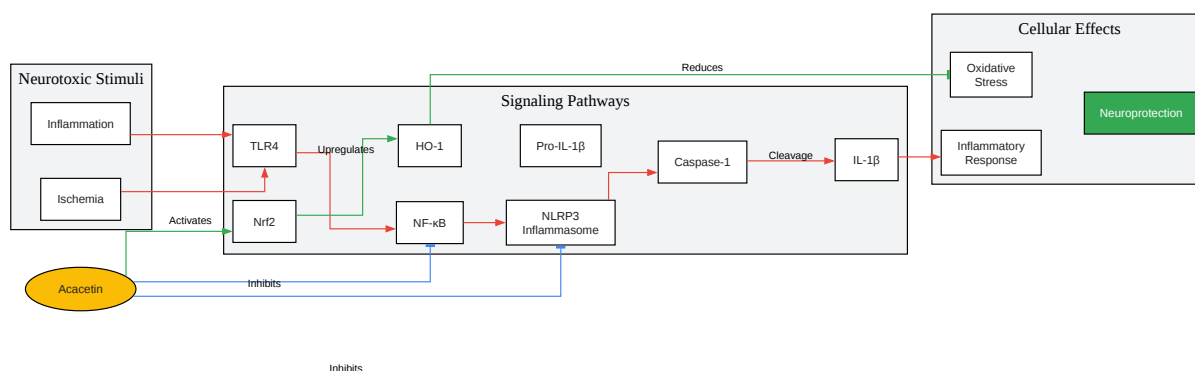 Cellular Effects
Neurotoxic Stimuli
Reduces
Oxidative
Stress
Signaling Pathways
Inflammation
Neuroprotection
TLR4
Upregulates
HO-1
Pro-IL-1β
Caspase-1
Cleavage
IL-1β
Inflammatory
Response
Ischemia
Activates
Nrf2
NF-κB
NLRP3
Inflammasome
Acacetin
Inhibits
Inhibits